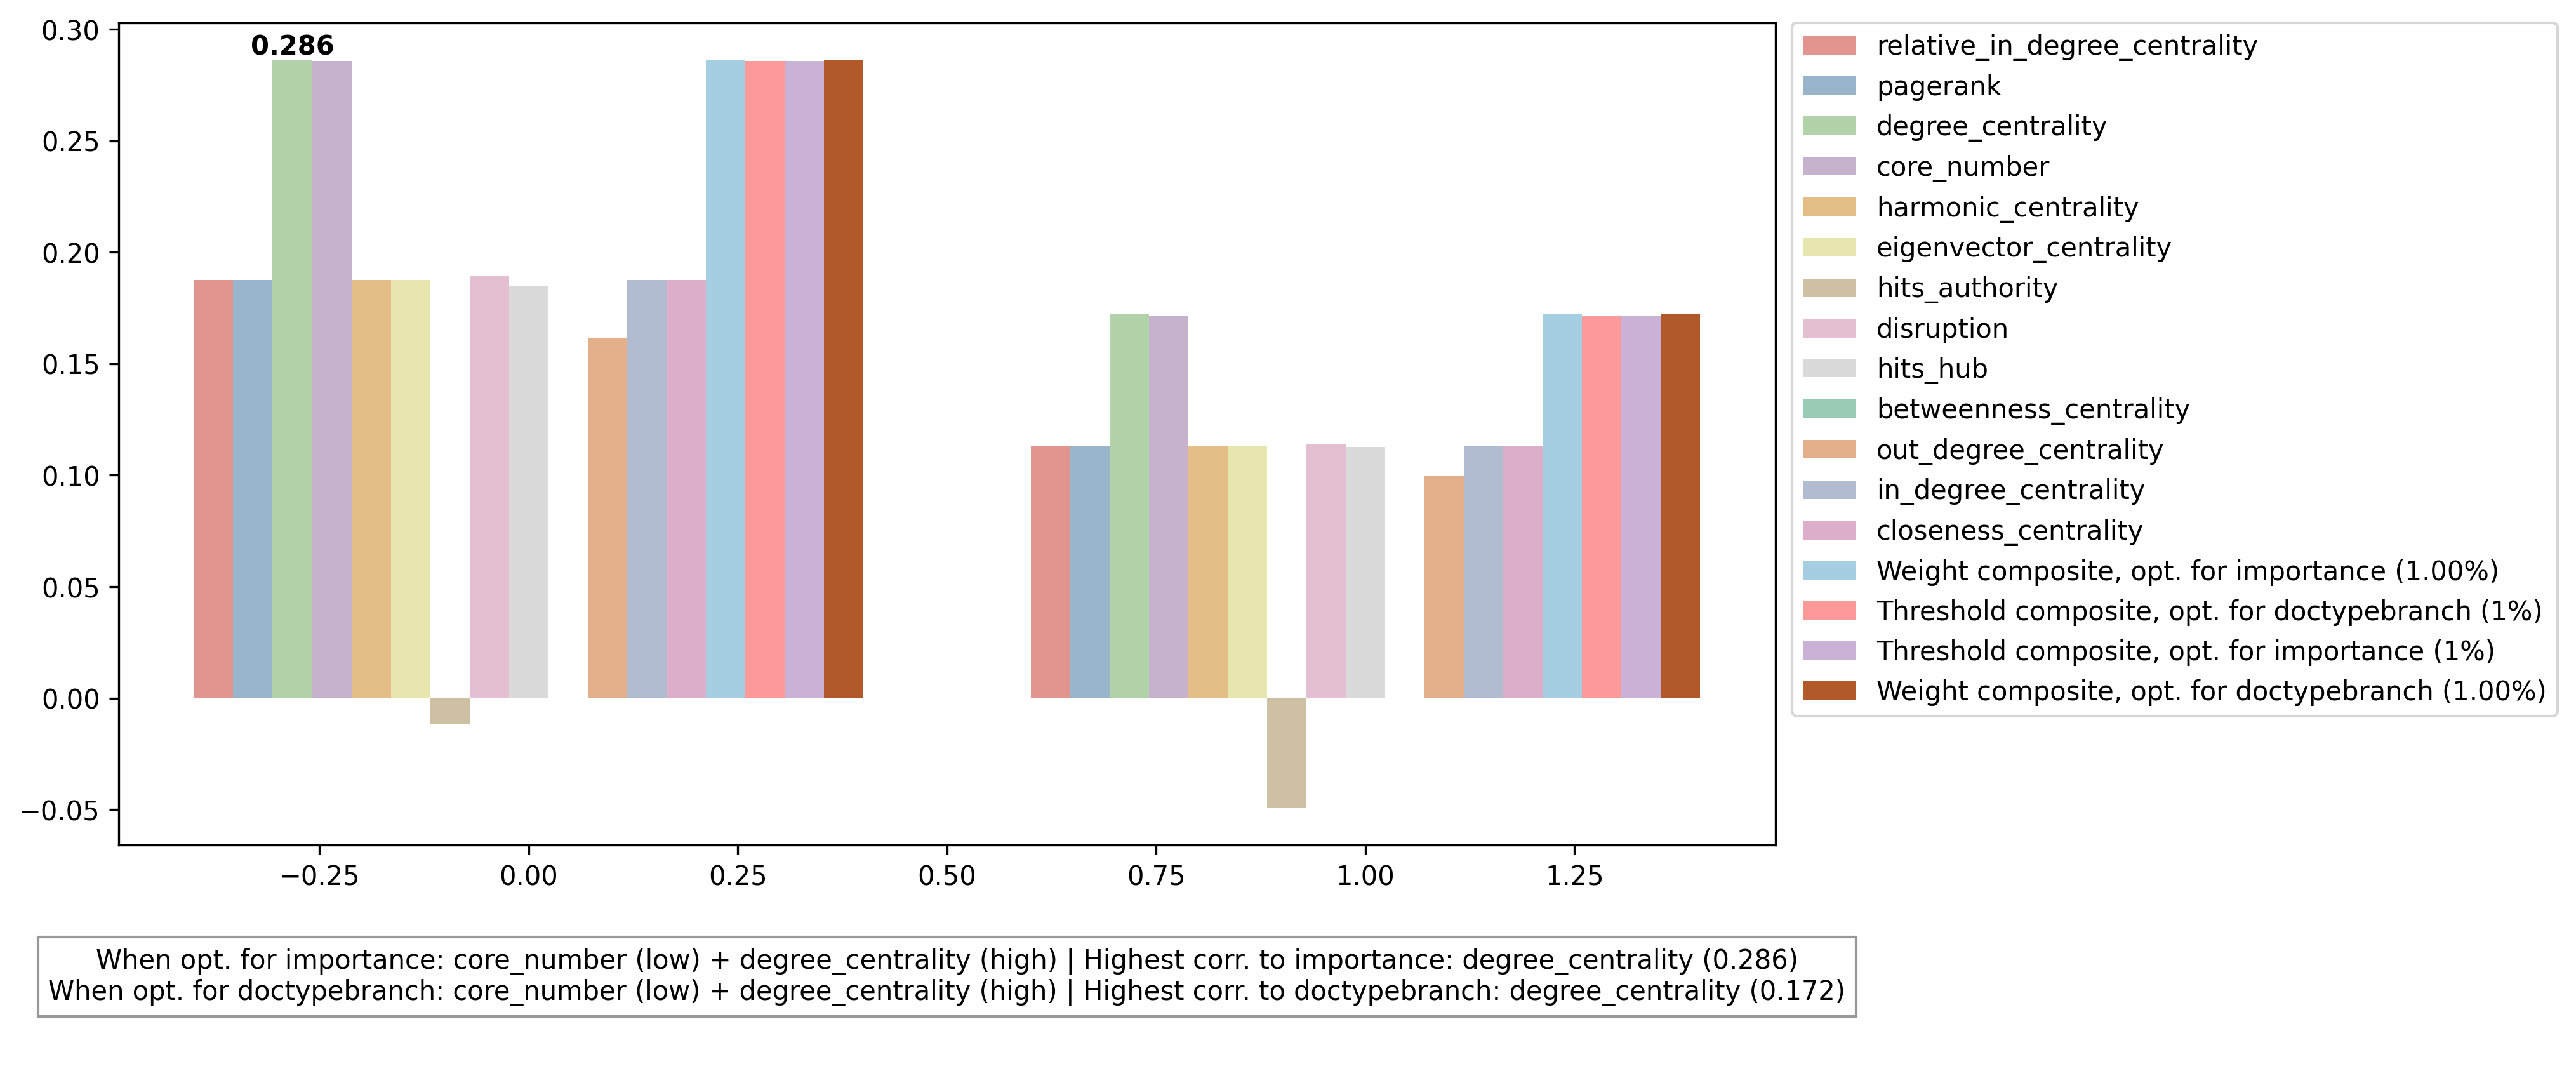 0.30
0.25
0.20
0.15
0.10
0.05
0.00
−0.05
0.286
−0.25
0.00
0.25
0.50
0.75
1.00
1.25
relative_in_degree_centrality
pagerank
degree_centrality
core_number
harmonic_centrality
eigenvector_centrality
hits_authority
disruption
hits_hub
betweenness_centrality
out_degree_centrality
in_degree_centrality
closeness_centrality
Weight composite, opt. for importance (1.00%)
Threshold composite, opt. for doctypebranch (1%)
Threshold composite, opt. for importance (1%)
Weight composite, opt. for doctypebranch (1.00%)
When opt. for importance: core_number (low) + degree_centrality (high) | Highest corr. to importance: degree_centrality (0.286)
When opt. for doctypebranch: core_number (low) + degree_centrality (high) | Highest corr. to doctypebranch: degree_centrality (0.172)